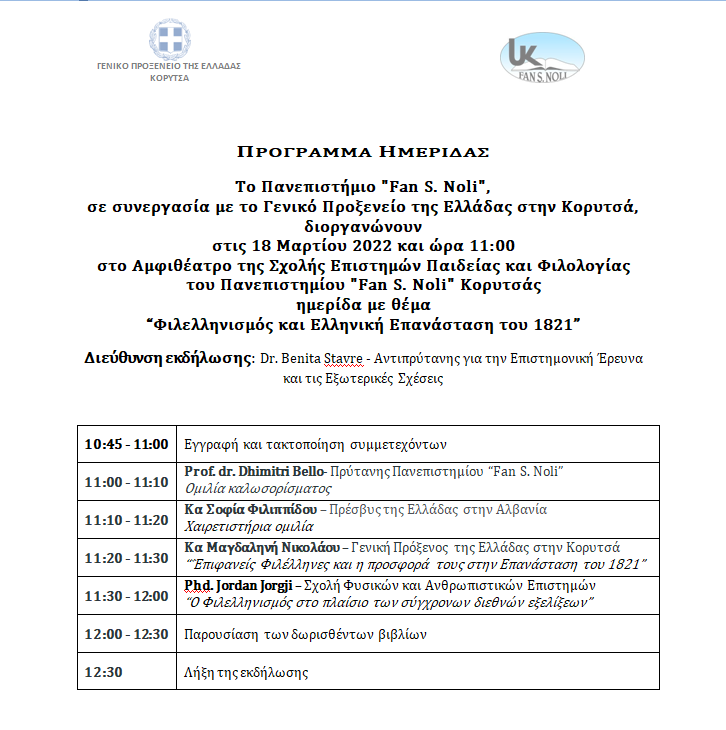 ΓΕΝΙΚΟ ΠΡΟΞΕΝΕΙΟ ΤΗΣ ΕΛΛΑΔΑΣ
ΚΟΡΥΤΣΑ
UK
FAN S. NOLI
ΠΡΟΓΡΑΜΜΑ ΗΜΕΡΙΔΑΣ
Το Πανεπιστήμιο "Fan S. Noli",
σε συνεργασία με το Γενικό Προξενείο της Ελλάδας στην Κορυτσά,
διοργανώνουν
στις 18 Μαρτίου 2022 και ώρα 11:00
στο Αμφιθέατρο της Σχολής Επιστημών Παιδείας και Φιλολογίας
του Πανεπιστημίου "Fan S. Noli" Κορυτσάς
ημερίδα με θέμα
“Φιλελληνισμός και Ελληνική Επανάσταση του 1821”
Διεύθυνση εκδήλωσης: Dr. Benita Stavre - Αντιπρύτανης για την Επιστημονική Έρευνα
και τις Εξωτερικές Σχέσεις
10:45 - 11:00 Εγγραφή και τακτοποίηση συμμετεχόντων
11:00 - 11:10 Prof. dr. Dhimitri Bello- Πρύτανης Πανεπιστημίου “Fan S. Noli”
Ομιλία καλωσορίσματος
11:10 - 11:20 Κα Σοφία Φιλιππίδου – Πρέσβυς της Ελλάδας στην Αλβανία
Χαιρετιστήρια ομιλία
11:20 - 11:30 Κα Μαγδαληνή Νικολάου – Γενική Πρόξενος της Ελλάδας στην Κορυτσά
“Έπιφανείς Φιλέλληνες και η προσφορά τους στην Επανάσταση του 1821”
11:30 - 12:00 Phd. Jordan Jorgji – Σχολή Φυσικών και Ανθρωπιστικών Επιστημών
“Ο Φιλελληνισμός στο πλαίσιο των σύγχρονων διεθνών εξελίξεων”
12:00 - 12:30 Παρουσίαση των δωρισθέντων βιβλίων
12:30 Λήξη της εκδήλωσης